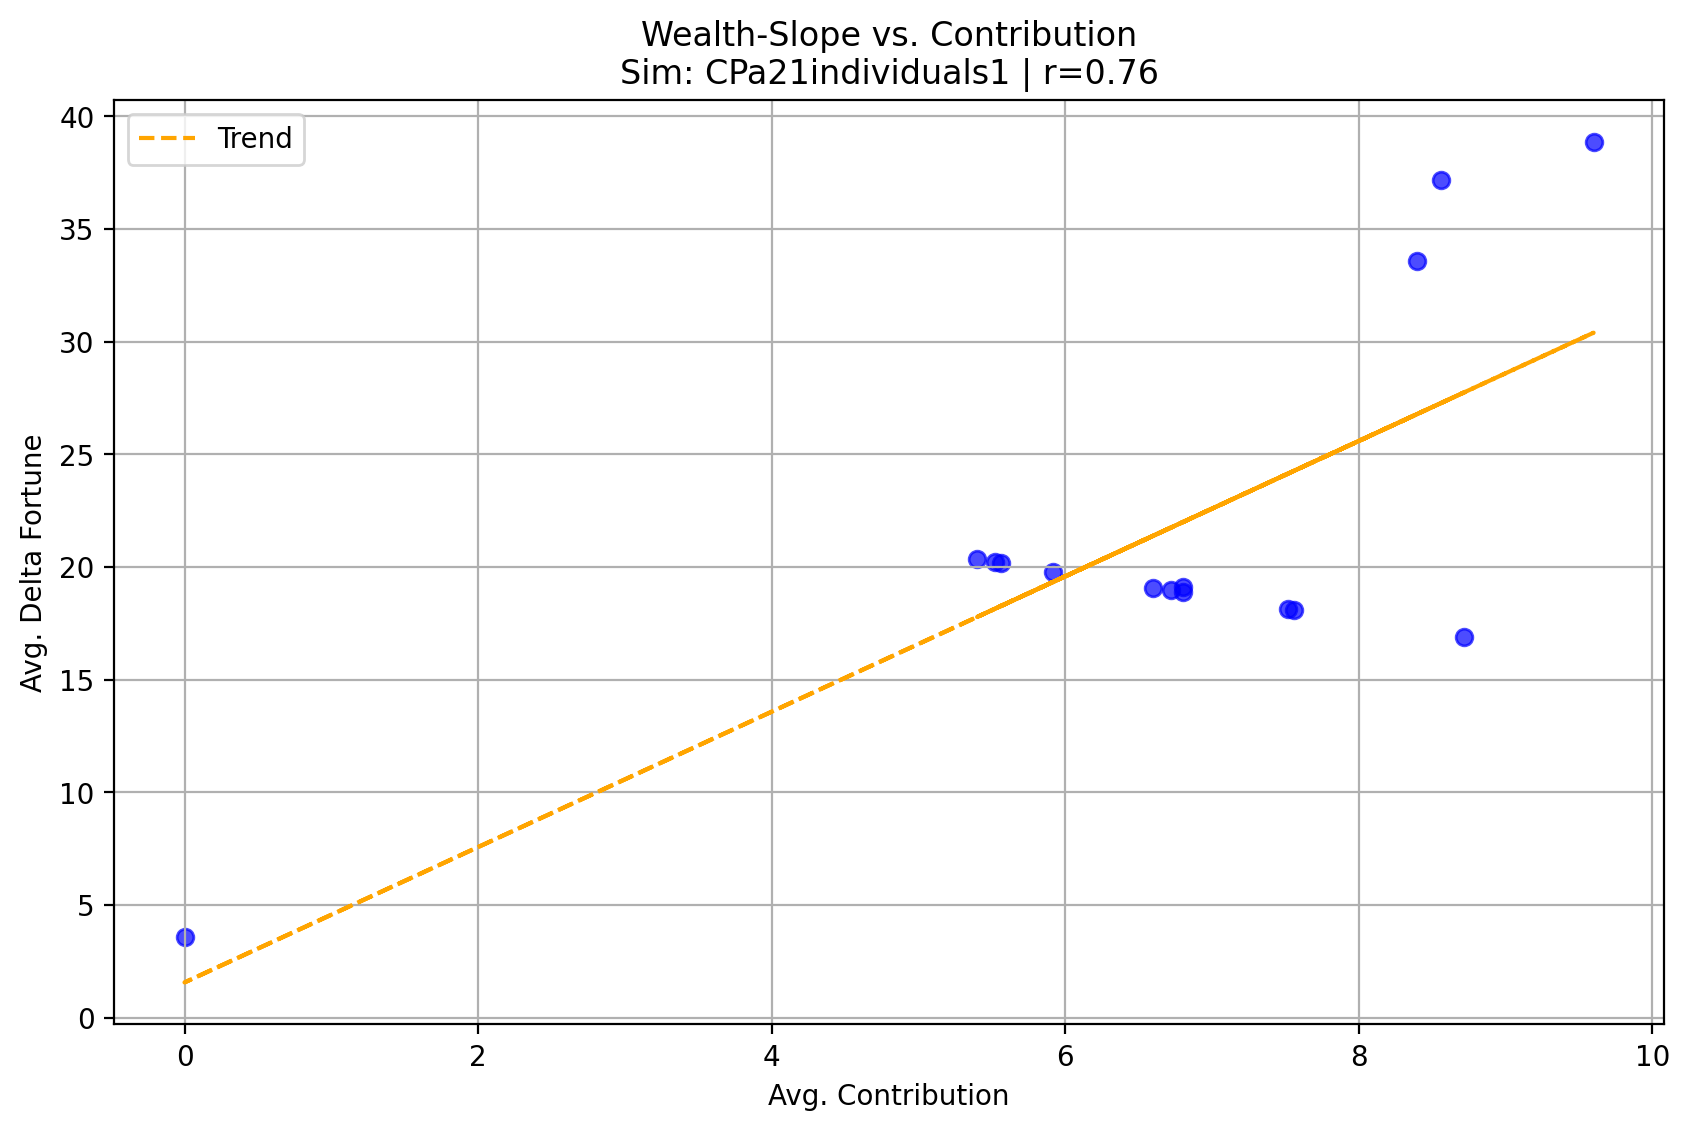 Wealth-Slope vs. Contribution
Sim: CPa21individuals1 | r=0.76
Trend
40
35
30
25
20
15
10
5
0
Avg. Delta Fortune
0 2 4 6 8 10
Avg. Contribution